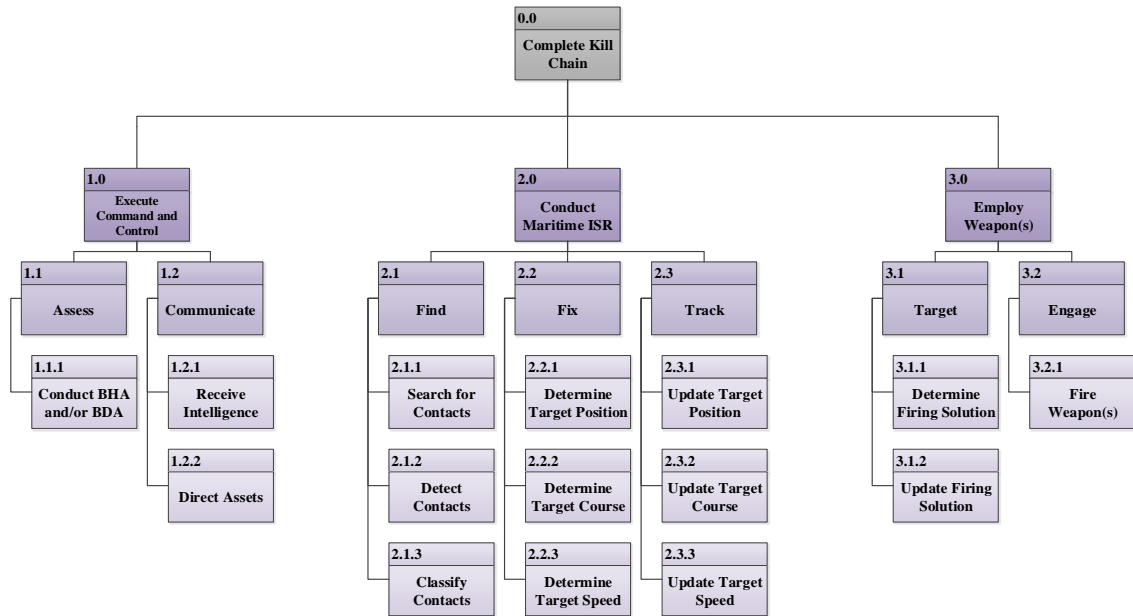 0.0
Complete Kill
Chain
1.0
Execute
Command and
Control
2.0
Conduct
Maritime ISR
3.0
Employ
Weapon(s)
1.1
Assess
1.2
Communicate
2.1
Find
2.2
Fix
2.3
Track
3.1
Target
3.2
Engage
1.1.1
Conduct BHA
and/or BDA
1.2.1
Receive
Intelligence
2.1.1
Search for
Contacts
2.2.1
Determine
Target Position
2.3.1
Update Target
Position
3.1.1
Determine
Firing Solution
3.2.1
Fire
Weapon(s)
1.2.2
Direct Assets
2.1.2
Detect
Contacts
2.2.2
Determine
Target Course
2.3.2
Update Target
Course
3.1.2
Update Firing
Solution
2.1.3
Classify
Contacts
2.2.3
Determine
Target Speed
2.3.3
Update Target
Speed